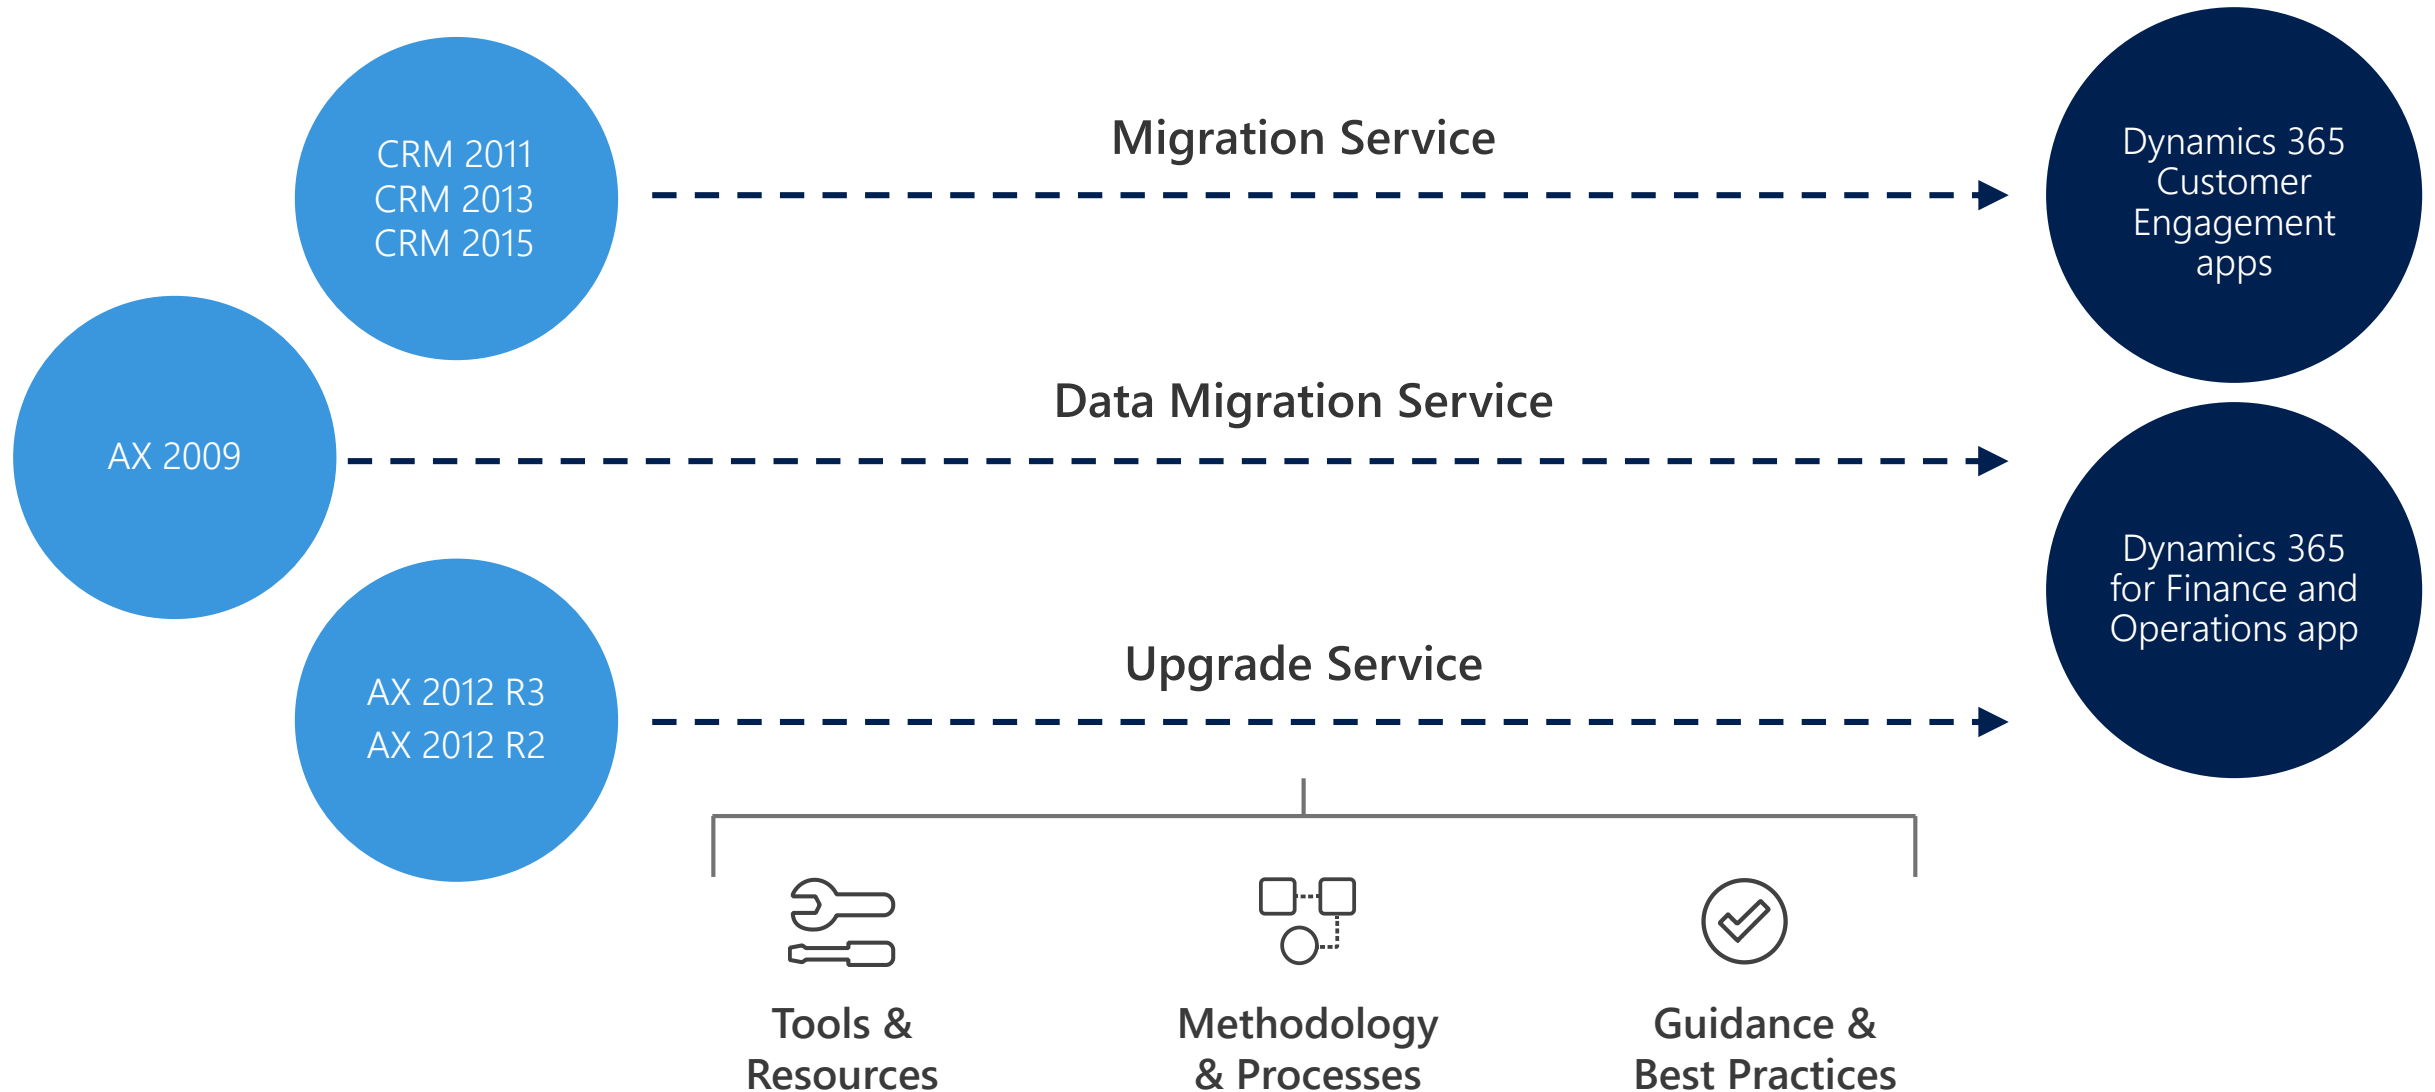 CRM 2011
CRM 2013
CRM 2015
Migration Service
Dynamics 365
Customer
Engagement
apps
AX 2009
Data Migration Service
Dynamics 365
for Finance and
Operations app
AX 2012 R3
AX 2012 R2
Upgrade Service
Tools &
Resources
Methodology
& Processes
Guidance &
Best Practices